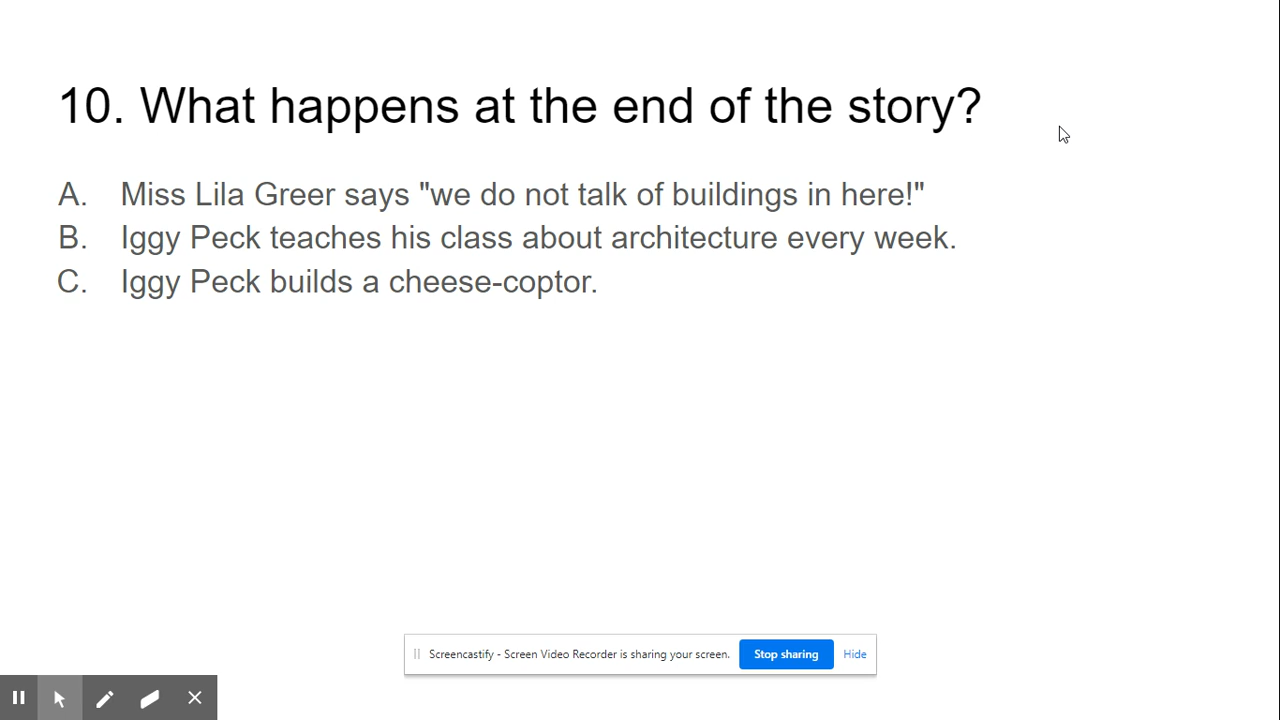 10. What happens at the end of the story?
A. Miss Lila Greer says "we do not talk of buildings in here!"
B. Iggy Peck teaches his class about architecture every week.
C. Iggy Peck builds a cheese-coptor.
Screencastify - Screen Video Recorder is sharing your screen. Stop sharing Hide